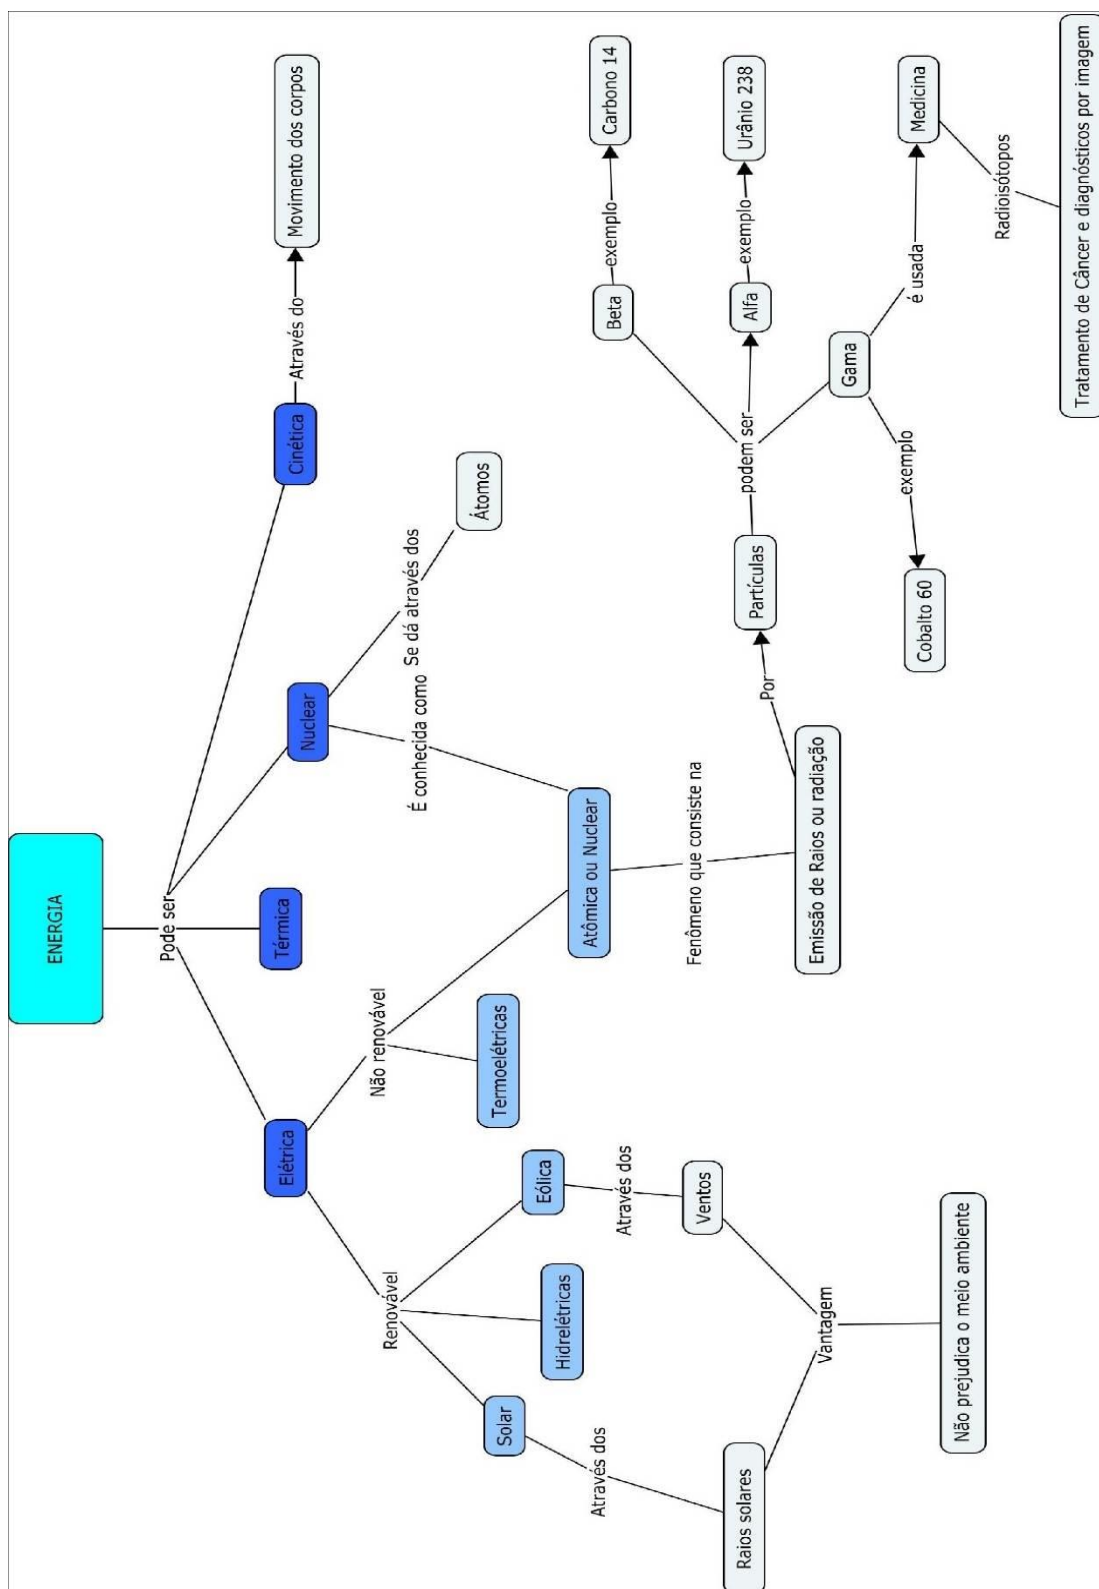 ENERGIA
Pode ser
Elétrica
Térmica
Nuclear
Cinética
Através do
Movimento dos corpos
Renovável
Não renovável
É conhecida como
Se dá através dos
Átomos
Solar
Hidrelétricas
Eólica
Termoelétricas
Atômica ou Nuclear
Através dos
Através dos
Raios solares
Ventos
Vantagem
Não prejudica o meio ambiente
Fenômeno que consiste na
Emissão de Raios ou radiação
Por
Partículas
podem ser
Beta
exemplo
Carbono 14
Alfa
exemplo
Urânio 238
Gama
exemplo
Cobalto 60
é usada
Medicina
Radioisótopos
Tratamento de Câncer e diagnósticos por imagem